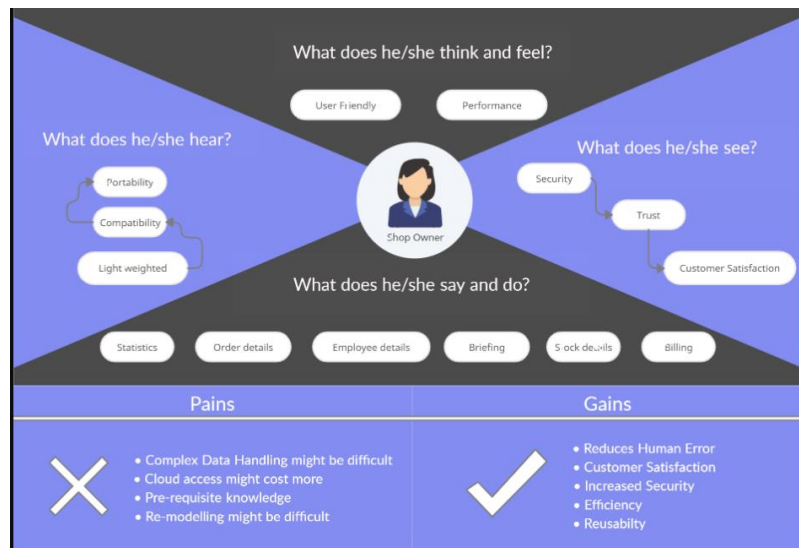 What does he/she think and feel?
User Friendly
Performance
What does he/she hear?
Portability
Compatibility
Light weighted
What does he/she see?
Security
Trust
Customer Satisfaction
Shop Owner
What does he/she say and do?
Statistics
Order details
Employee details
Briefing
Stock details
Billing
Pains
• Complex Data Handling might be difficult
• Cloud access might cost more
• Pre-requisite knowledge
• Re-modelling might be difficult
Gains
• Reduces Human Error
• Customer Satisfaction
• Increased Security
• Efficiency
• Reusabilty